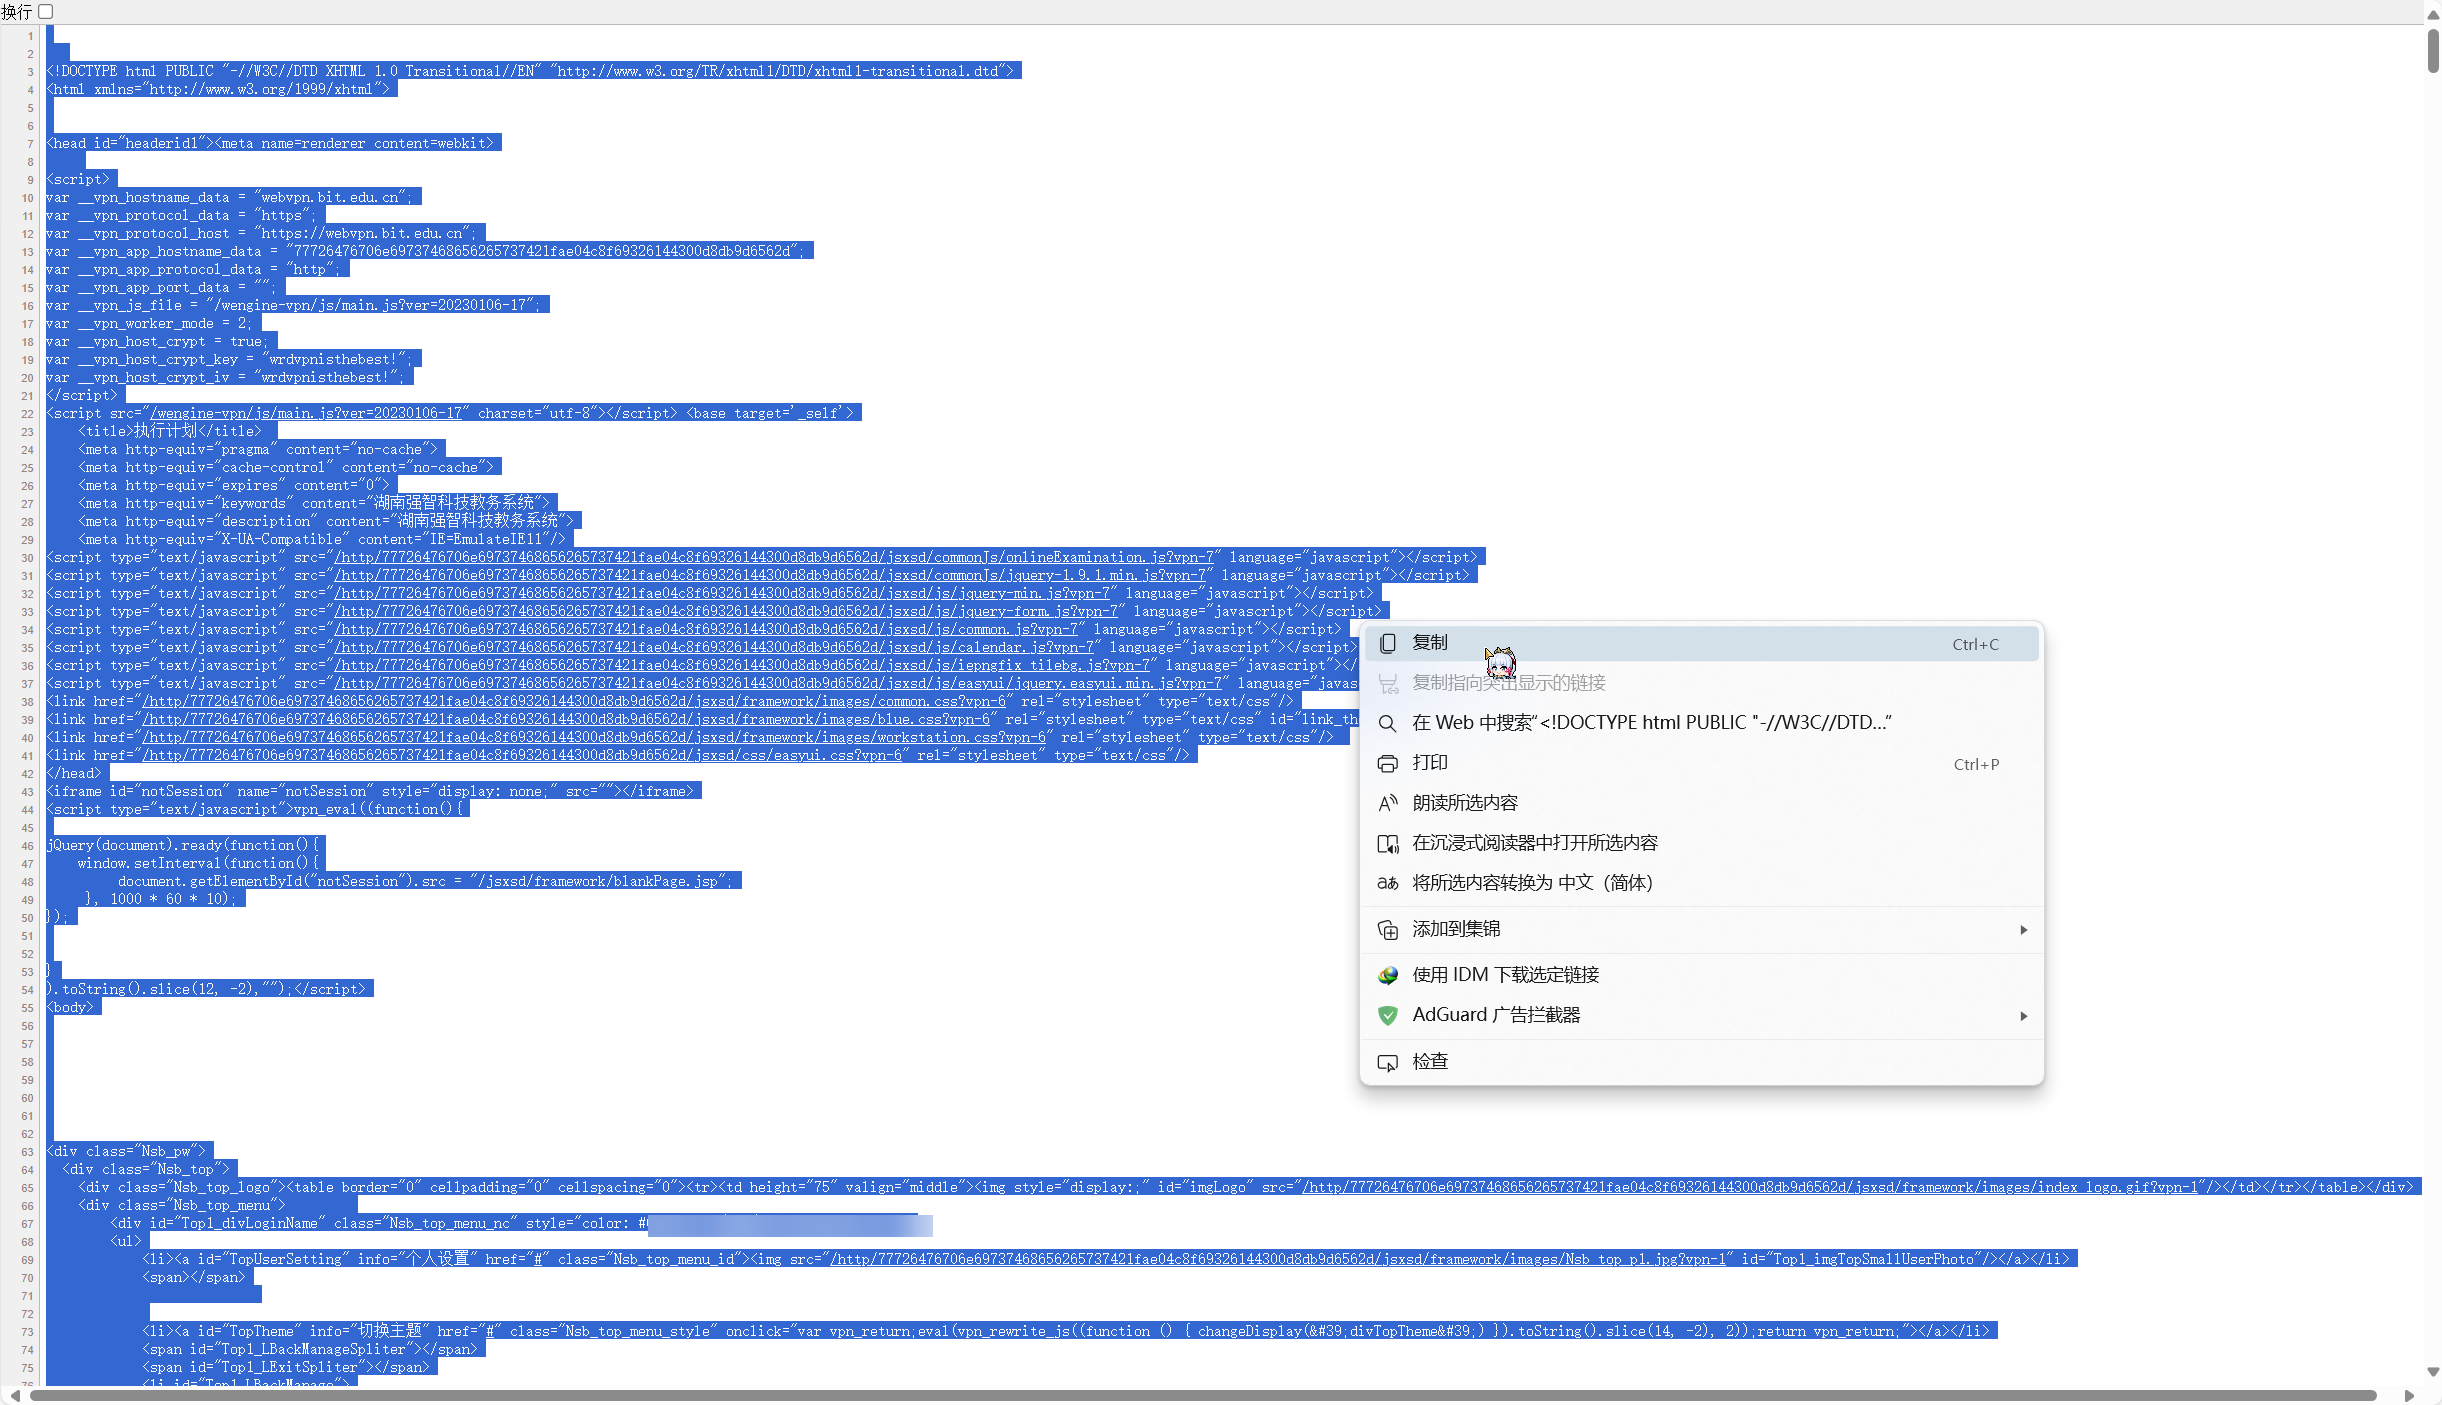 换行
1
2
3 <!DOCTYPE html PUBLIC "-//W3C//DTD XHTML 1.0 Transitional//EN" "http://www.w3.org/TR/xhtml1/DTD/xhtml1-transitional.dtd">
4 <html xmlns="http://www.w3.org/1999/xhtml">
5
6
7 <head id="headerid1"><meta name=renderer content=webkit>
8
9 <script>
10 var __vpn_hostname_data = "webvpn.bit.edu.cn";
11 var __vpn_protocol_data = "https";
12 var __vpn_protocol_host = "https://webvpn.bit.edu.cn";
13 var __vpn_app_hostname_data = "77726476706e69737468656265737421fae04c8f69326144300d8db9d6562d";
14 var __vpn_app_protocol_data = "http";
15 var __vpn_app_port_data = "";
16 var __vpn_js_file = "/wengine-vpn/js/main.js?ver=20230106-17";
17 var __vpn_worker_mode = 2;
18 var __vpn_host_crypt = true;
19 var __vpn_host_crypt_key = "wrdvpnisthebest!";
20 var __vpn_host_crypt_iv = "wrdvpnisthebest!";
21 </script>
22 <script src="/wengine-vpn/js/main.js?ver=20230106-17" charset="utf-8"></script> <base target='_self'>
23 <title>执行计划</title>
24 <meta http-equiv="pragma" content="no-cache">
25 <meta http-equiv="cache-control" content="no-cache">
26 <meta http-equiv="expires" content="0">
27 <meta http-equiv="keywords" content="湖南强智科技教务系统">
28 <meta http-equiv="description" content="湖南强智科技教务系统">
29 <meta http-equiv="X-UA-Compatible" content="IE=EmulateIE11"/>
30 <script type="text/javascript" src="/http/77726476706e69737468656265737421fae04c8f69326144300d8db9d6562d/jsxsd/commonJs/onlineExamination.js?vpn-7" language="javascript"></script>
31 <script type="text/javascript" src="/http/77726476706e69737468656265737421fae04c8f69326144300d8db9d6562d/jsxsd/commonJs/jquery-1.9.1.min.js?vpn-7" language="javascript"></script>
32 <script type="text/javascript" src="/http/77726476706e69737468656265737421fae04c8f69326144300d8db9d6562d/jsxsd/js/jquery-min.js?vpn-7" language="javascript"></script>
33 <script type="text/javascript" src="/http/77726476706e69737468656265737421fae04c8f69326144300d8db9d6562d/jsxsd/js/jquery-form.js?vpn-7" language="javascript"></script>
34 <script type="text/javascript" src="/http/77726476706e69737468656265737421fae04c8f69326144300d8db9d6562d/jsxsd/js/common.js?vpn-7" language="javascript"></script>
35 <script type="text/javascript" src="/http/77726476706e69737468656265737421fae04c8f69326144300d8db9d6562d/jsxsd/js/calendar.js?vpn-7" language="javascript"></script>
36 <script type="text/javascript" src="/http/77726476706e69737468656265737421fae04c8f69326144300d8db9d6562d/jsxsd/js/iepngfix_tilebg.js?vpn-7" language="javascript"></
37 <script type="text/javascript" src="/http/77726476706e69737468656265737421fae04c8f69326144300d8db9d6562d/jsxsd/js/easyui/jquery.easyui.min.js?vpn-7" language="javas
38 <link href="/http/77726476706e69737468656265737421fae04c8f69326144300d8db9d6562d/jsxsd/framework/images/common.css?vpn-6" rel="stylesheet" type="text/css"/>
39 <link href="/http/77726476706e69737468656265737421fae04c8f69326144300d8db9d6562d/jsxsd/framework/images/blue.css?vpn-6" rel="stylesheet" type="text/css" id="link_th
40 <link href="/http/77726476706e69737468656265737421fae04c8f69326144300d8db9d6562d/jsxsd/framework/images/workstation.css?vpn-6" rel="stylesheet" type="text/css"/>
41 <link href="/http/77726476706e69737468656265737421fae04c8f69326144300d8db9d6562d/jsxsd/css/easyui.css?vpn-6" rel="stylesheet" type="text/css"/>
42 </head>
43 <iframe id="notSession" name="notSession" style="display: none;" src=""></iframe>
44 <script type="text/javascript">vpn_eval((function(){
45
46 jQuery(document).ready(function(){
47 window.setInterval(function(){
48 document.getElementById("notSession").src = "/jsxsd/framework/blankPage.jsp";
49 }, 1000 * 60 * 10);
50 });
51
52
53 }
54 ).toString().slice(12, -2),"");</script>
55 <body>
56
57
58
59
60
61
62
63 <div class="Nsb_pw">
64 <div class="Nsb_top">
65 <div class="Nsb_top_logo"><table border="0" cellpadding="0" cellspacing="0"><tr><td height="75" valign="middle"><img style="display:;" id="imgLogo" src="/http/77726476706e69737468656265737421fae04c8f69326144300d8db9d6562d/jsxsd/framework/images/index_logo.gif?vpn-1"/></td></tr></table></div>
66 <div class="Nsb_top_menu">
67 <div id="Top1_divLoginName" class="Nsb_top_menu_nc" style="color: #
68 <ul>
69 <li><a id="TopUserSetting" info="个人设置" href="#" class="Nsb_top_menu_id"><img src="/http/77726476706e69737468656265737421fae04c8f69326144300d8db9d6562d/jsxsd/framework/images/Nsb_top_p1.jpg?vpn-1" id="Top1_imgTopSmallUserPhoto"/></a></li>
70 <span></span>
71
72
73 <li><a id="TopTheme" info="切换主题" href="#" class="Nsb_top_menu_style" onclick="var vpn_return;eval(vpn_rewrite_js((function () { changeDisplay(&#39;divTopTheme&#39;) }).toString().slice(14, -2), 2));return vpn_return;"></a></li>
74 <span id="Top1_LBackManageSpliter"></span>
75 <span id="Top1_LExitSpliter"></span>
76 <li id="Top1_LBackManage">
复制 Ctrl+C
复制指向突出显示的链接
在 Web 中搜索“<!DOCTYPE html PUBLIC "-//W3C//DTD...”
打印 Ctrl+P
朗读所选内容
在沉浸式阅读器中打开所选内容
将所选内容转换为 中文（简体）
添加到集锦
使用 IDM 下载选定链接
AdGuard 广告拦截器
检查